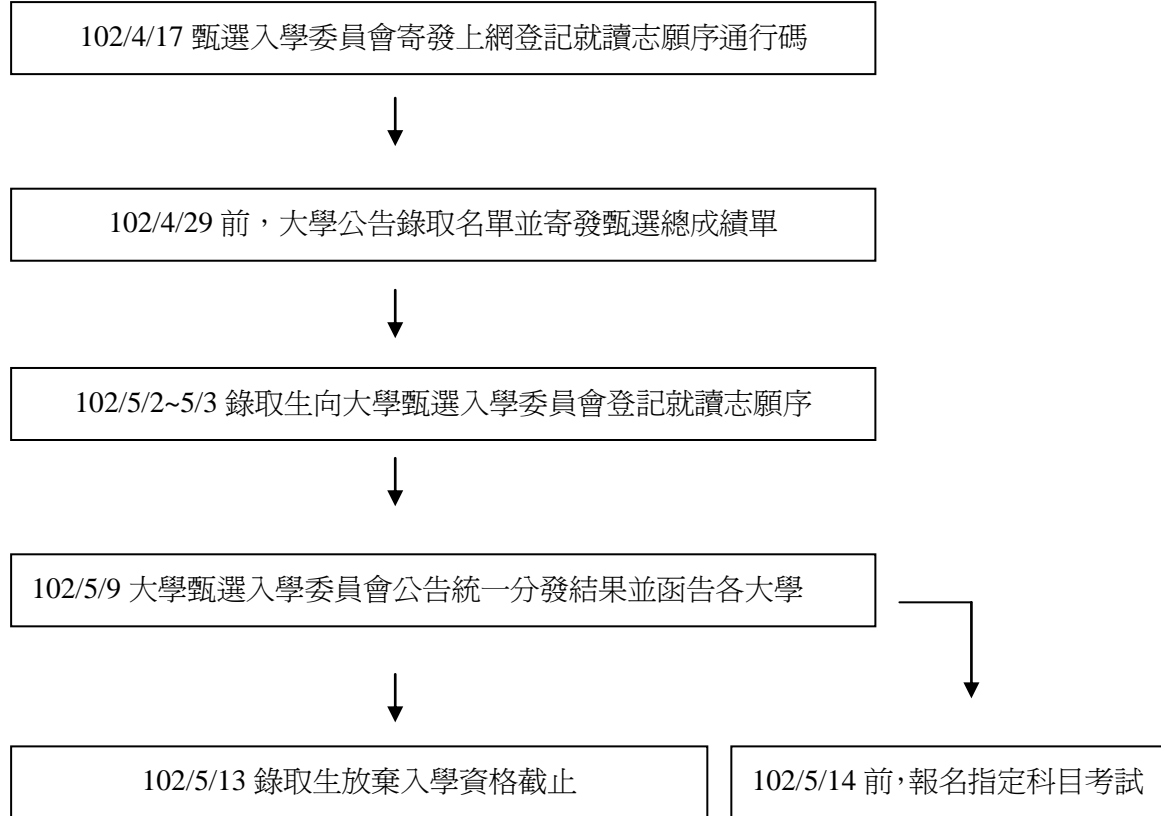 102/4/17 甄選入學委員會寄發上網登記就讀志願序通行碼
102/4/29 前，大學公告錄取名單並寄發甄選總成績單
102/5/2~5/3 錄取生向大學甄選入學委員會登記就讀志願序
102/5/9 大學甄選入學委員會公告統一分發結果並函告各大學
102/5/13 錄取生放棄入學資格截止
102/5/14 前，報名指定科目考試